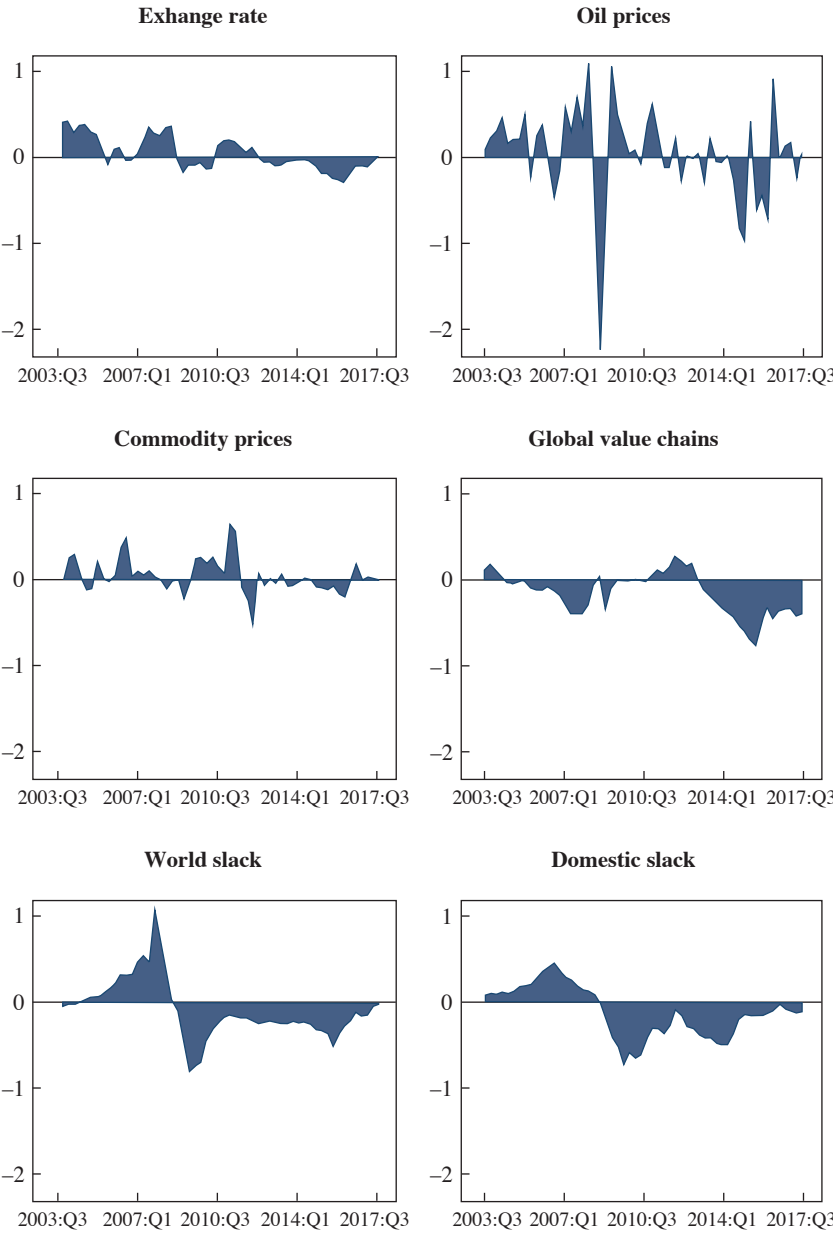 Exhange rate
Oil prices
1
0
–1
–2
2003:Q3 2007:Q1 2010:Q3 2014:Q1 2017:Q3
1
0
–1
–2
2003:Q3 2007:Q1 2010:Q3 2014:Q1 2017:Q3
Commodity prices
Global value chains
1
0
–1
–2
2003:Q3 2007:Q1 2010:Q3 2014:Q1 2017:Q3
1
0
–1
–2
2003:Q3 2007:Q1 2010:Q3 2014:Q1 2017:Q3
World slack
Domestic slack
1
0
–1
–2
2003:Q3 2007:Q1 2010:Q3 2014:Q1 2017:Q3
1
0
–1
–2
2003:Q3 2007:Q1 2010:Q3 2014:Q1 2017:Q3